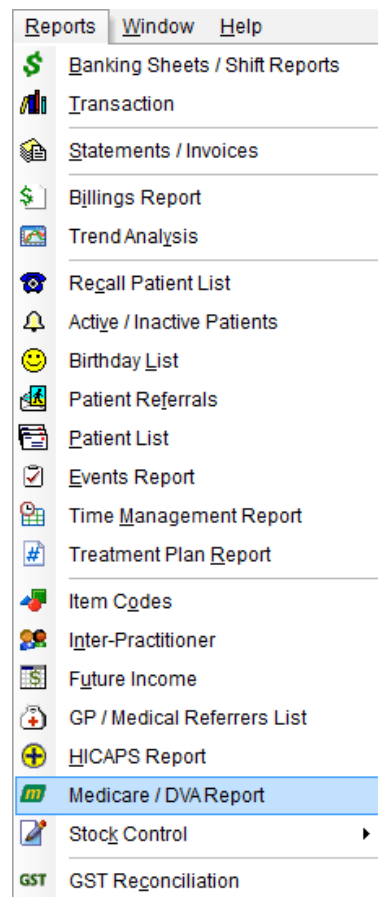 Reports Window Help
$ Banking Sheets / Shift Reports
Transaction
Statements / Invoices
$ Billings Report
Trend Analysis
Recall Patient List
Active / Inactive Patients
Birthday List
Patient Referrals
Patient List
Events Report
Time Management Report
# Treatment Plan Report
Item Codes
Inter-Practitioner
$ Future Income
GP / Medical Referrers List
HICAPS Report
m Medicare / DVA Report
Stock Control
GST GST Reconciliation